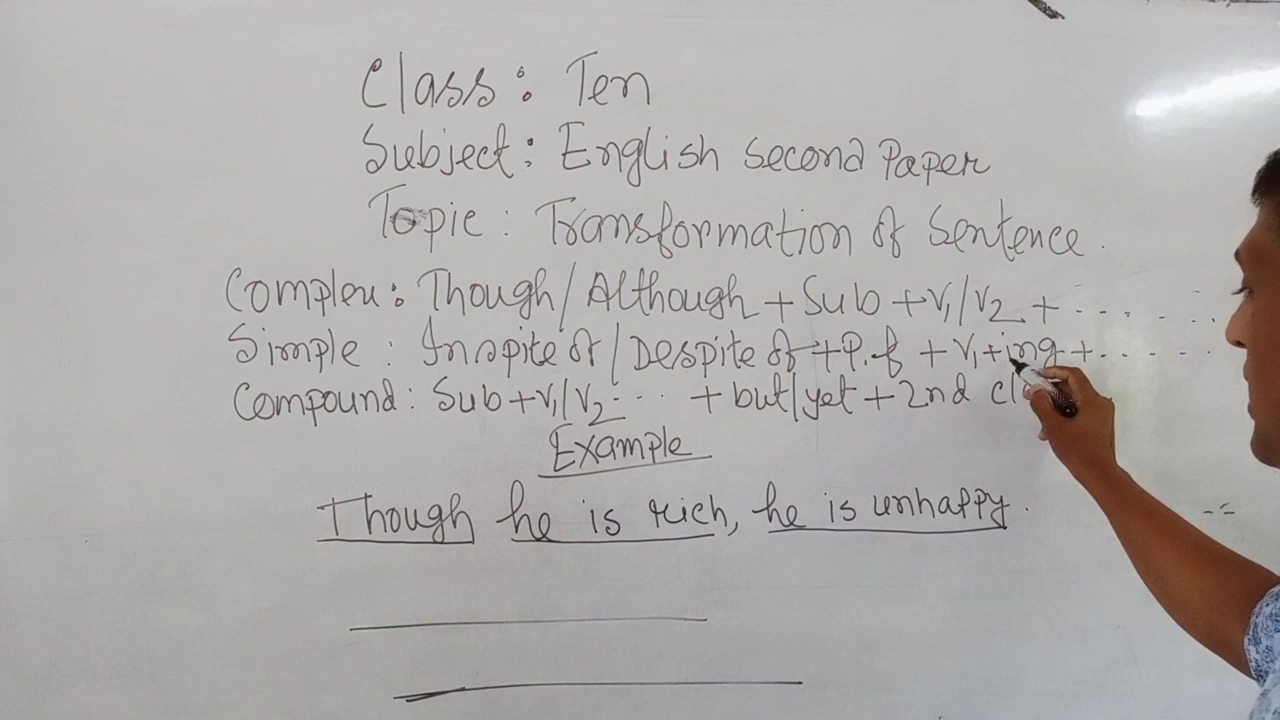 Class: Ten
Subject: English Second Paper
Topic: Transformation of Sentence.
Complex: Though/Although + Sub + V1/V2 + ........
Simple: Inspite of/Despite of + P.f + V1+ing + .....
Compound: Sub + V1/V2 .... + but/yet + 2nd
Example
Though he is rich, he is unhappy.